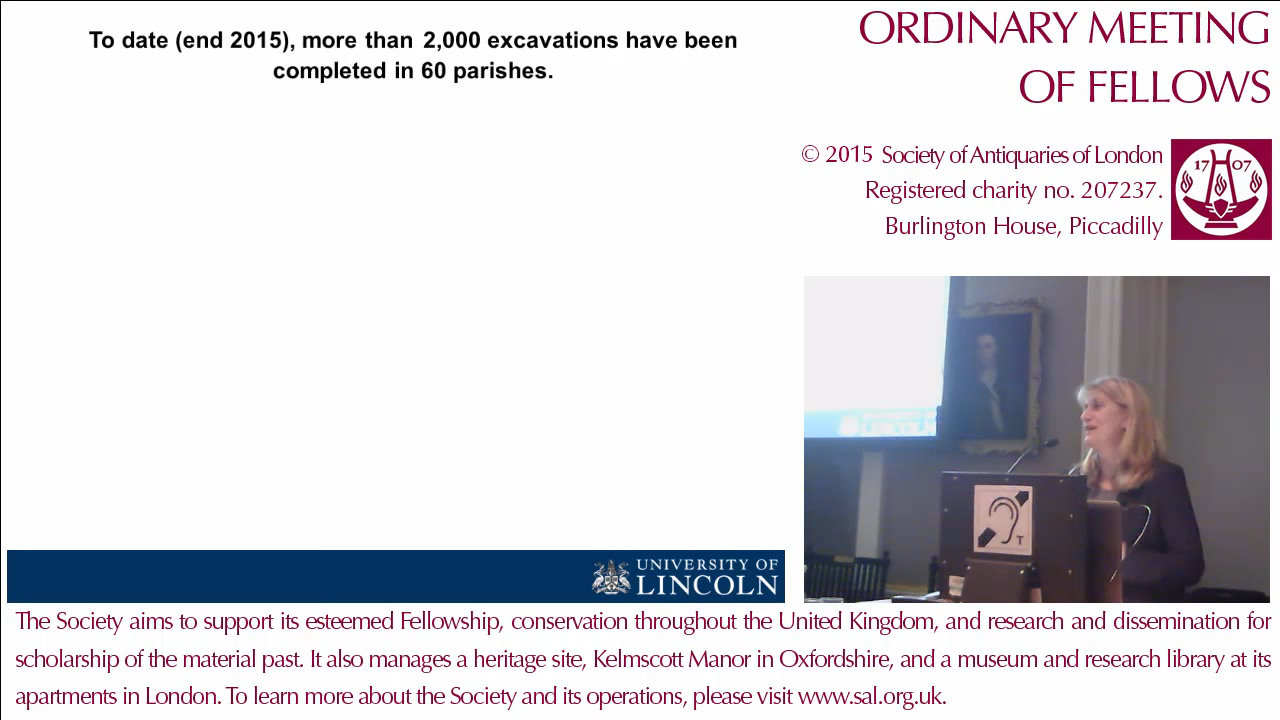 To date (end 2015), more than 2,000 excavations have been
completed in 60 parishes.
ORDINARY MEETING
OF FELLOWS
© 2015 Society of Antiquaries of London
Registered charity no. 207237.
Burlington House, Piccadilly
17 07
T
UNIVERSITY OF
LINCOLN
The Society aims to support its esteemed Fellowship, conservation throughout the United Kingdom, and research and dissemination for
scholarship of the material past. It also manages a heritage site, Kelmscott Manor in Oxfordshire, and a museum and research library at its
apartments in London. To learn more about the Society and its operations, please visit www.sal.org.uk.